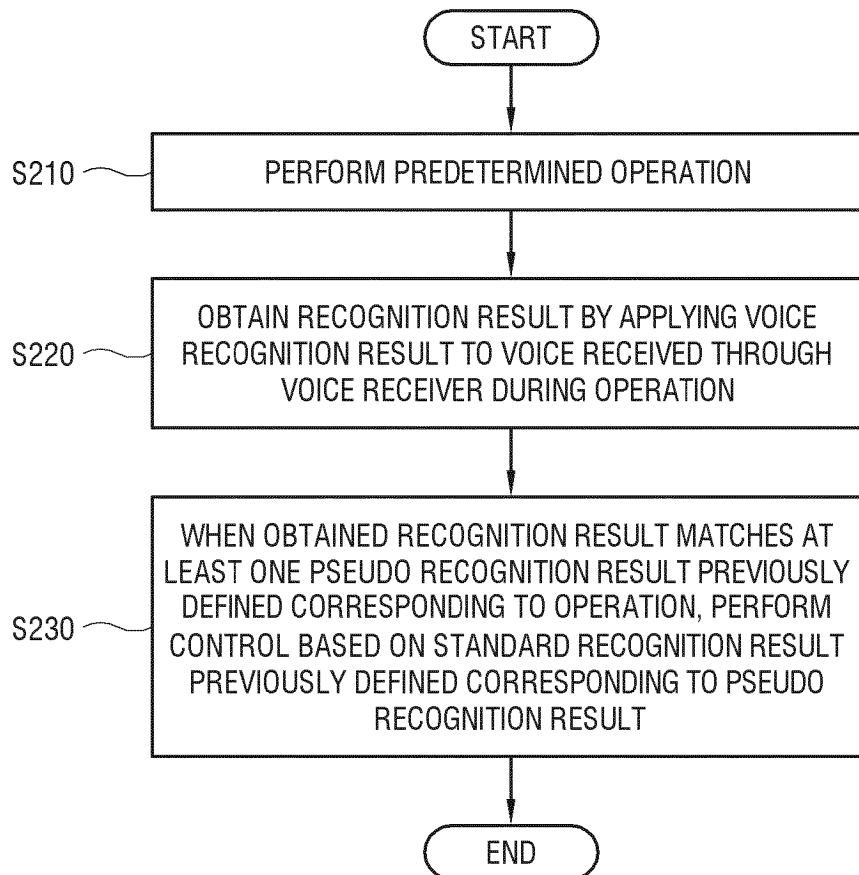 START
S210
PERFORM PREDETERMINED OPERATION
S220
OBTAIN RECOGNITION RESULT BY APPLYING VOICE
RECOGNITION RESULT TO VOICE RECEIVED THROUGH
VOICE RECEIVER DURING OPERATION
S230
WHEN OBTAINED RECOGNITION RESULT MATCHES AT
LEAST ONE PSEUDO RECOGNITION RESULT PREVIOUSLY
DEFINED CORRESPONDING TO OPERATION, PERFORM
CONTROL BASED ON STANDARD RECOGNITION RESULT
PREVIOUSLY DEFINED CORRESPONDING TO PSEUDO
RECOGNITION RESULT
END